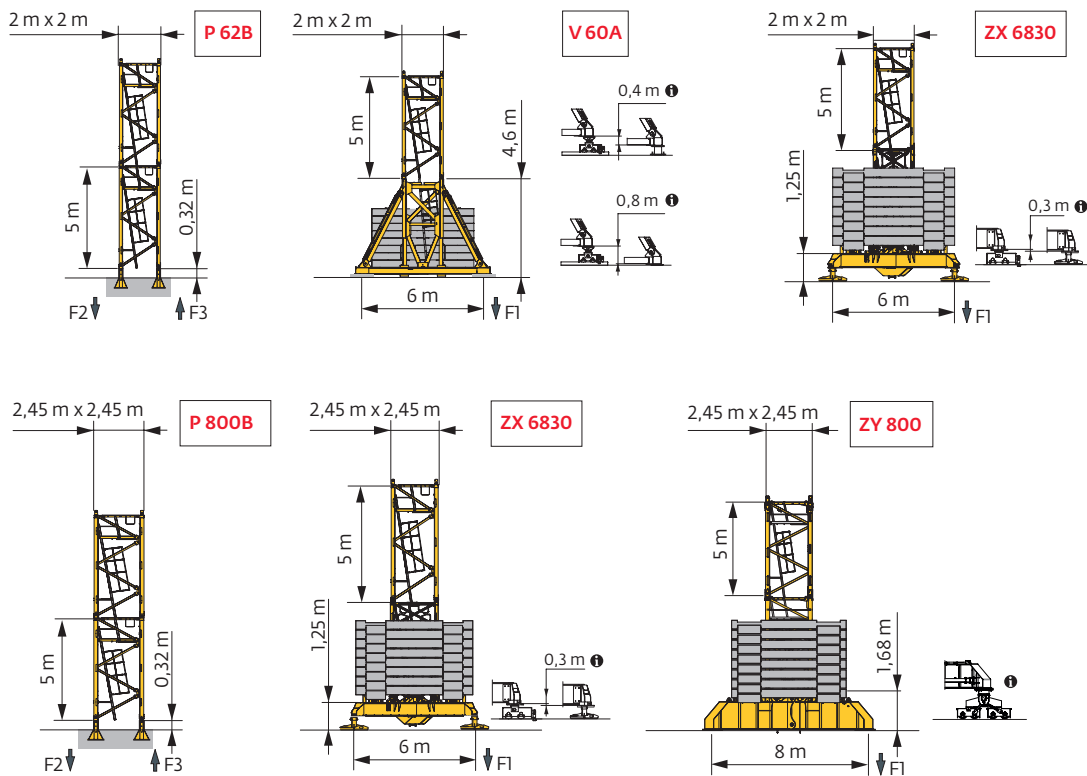 2 m x 2 m
P 62B
5 m
0,32 m
F2
F3
2 m x 2 m
V 60A
5 m
4,6 m
0,4 m i
0,8 m i
6 m
F1
2 m x 2 m
ZX 6830
5 m
1,25 m
0,3 m i
6 m
F1
2,45 m x 2,45 m
P 800B
5 m
0,32 m
F2
F3
2,45 m x 2,45 m
ZX 6830
5 m
1,25 m
0,3 m i
6 m
F1
2,45 m x 2,45 m
ZY 800
5 m
1,68 m
i
8 m
F1